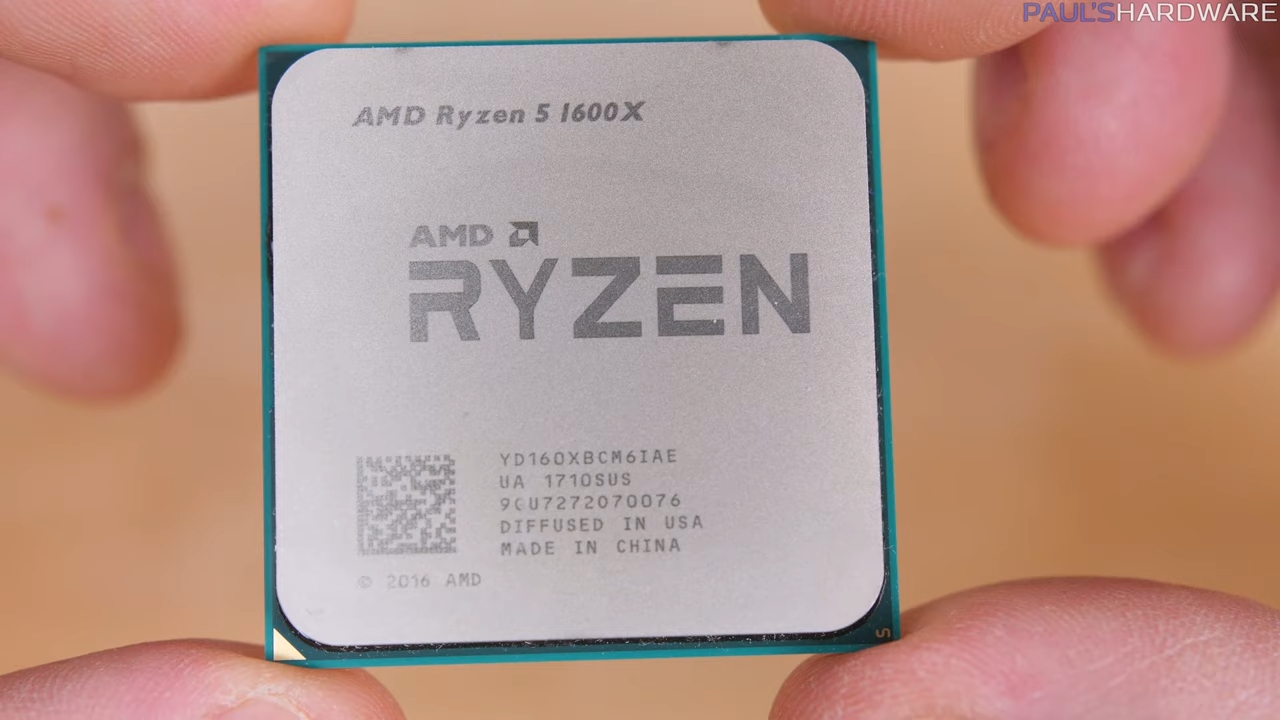 PAUL'SHARDWARE
AMD Ryzen 5 1600X
AMD
RYZEN
YD160XBCM6IAE
UA 1710SUS
9CU7272070076
DIFFUSED IN USA
MADE IN CHINA
© 2016 AMD
5